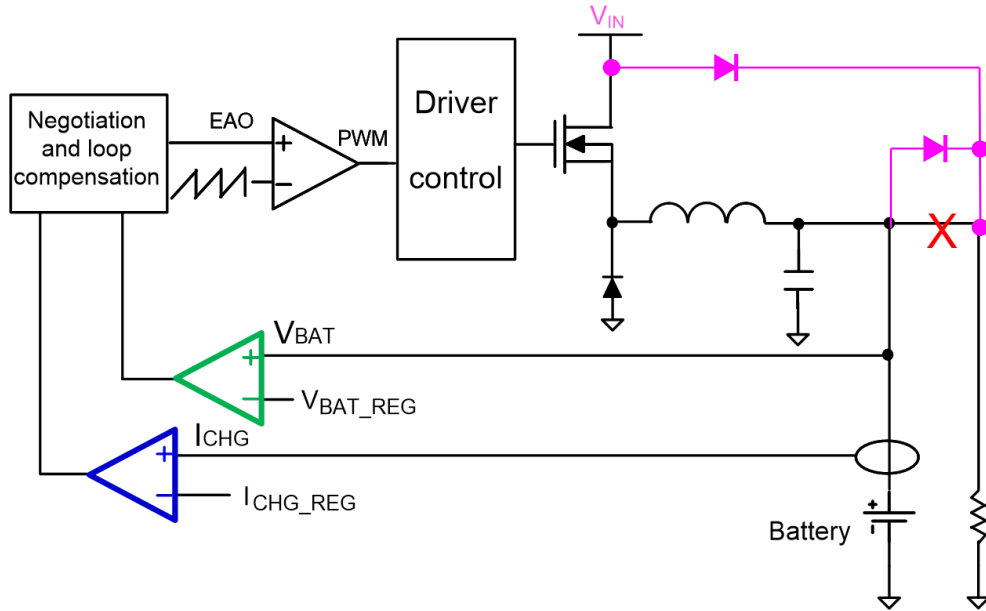 VIN
Negotiation
and loop
compensation
EAO
+
−
PWM
Driver
control
X
VBAT
+
−
VBAT_REG
ICHG
+
−
ICHG_REG
Battery
+
-